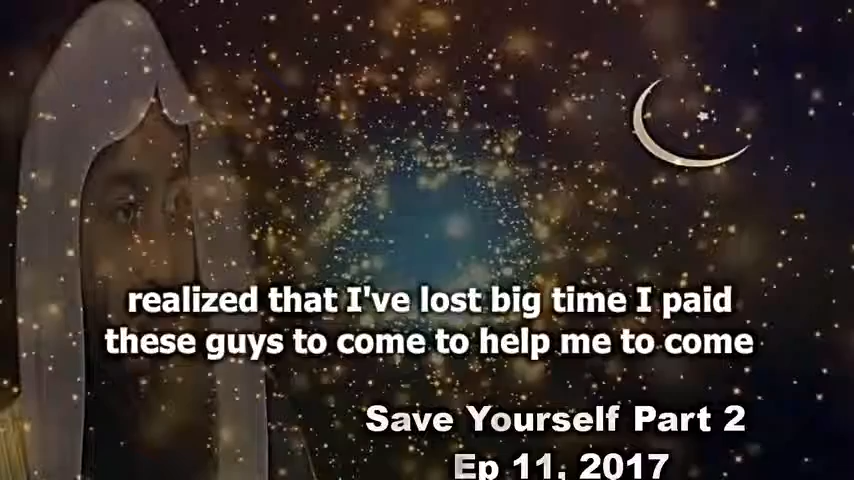 realized that I've lost big time I paid
these guys to come to help me to come
Save Yourself Part 2
Ep 11, 2017